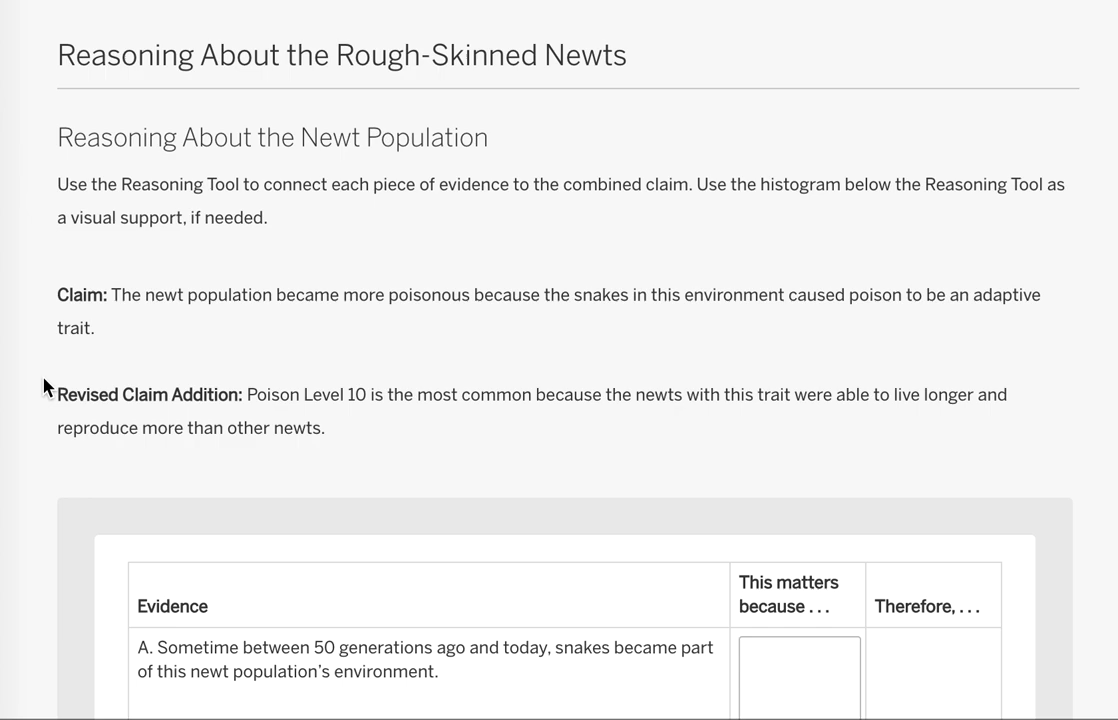 Reasoning About the Rough-Skinned Newts
Reasoning About the Newt Population
Use the Reasoning Tool to connect each piece of evidence to the combined claim. Use the histogram below the Reasoning Tool as
a visual support, if needed.
Claim: The newt population became more poisonous because the snakes in this environment caused poison to be an adaptive
trait.
Revised Claim Addition: Poison Level 10 is the most common because the newts with this trait were able to live longer and
reproduce more than other newts.
This matters
Evidence because . . . Therefore, . . .
A. Sometime between 50 generations ago and today, snakes became part
of this newt population’s environment.